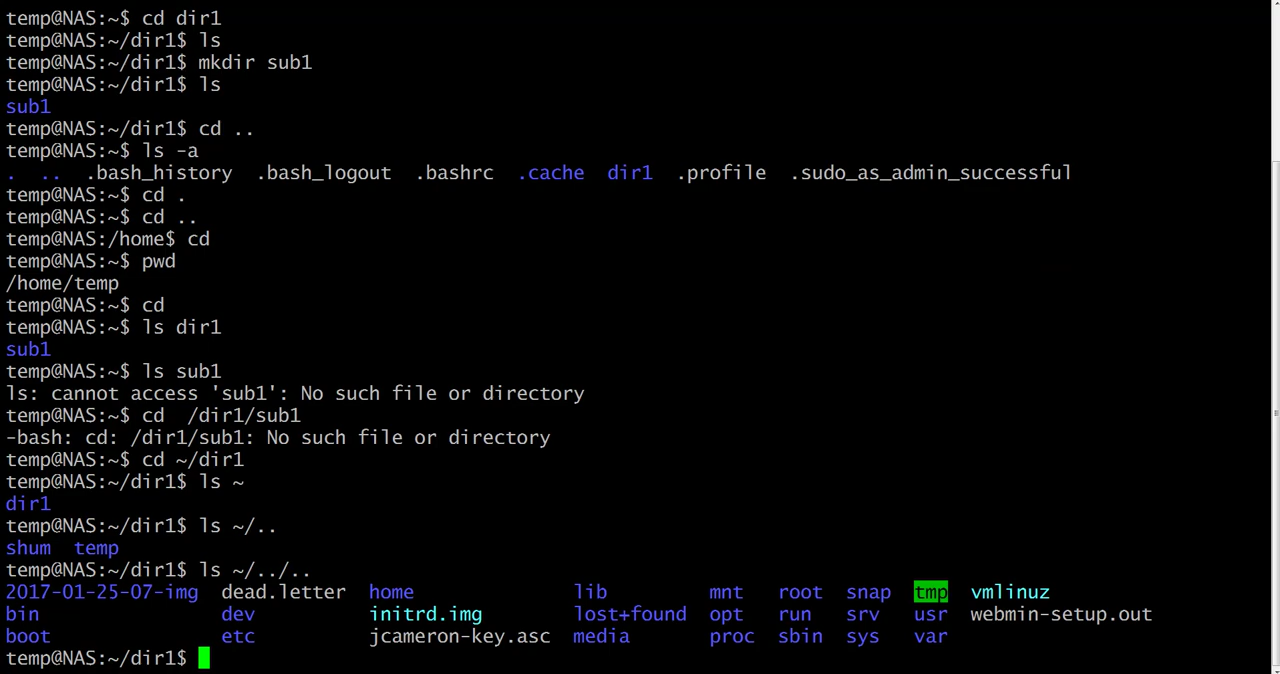 temp@NAS:~$ cd dir1
temp@NAS:~/dir1$ ls
temp@NAS:~/dir1$ mkdir sub1
temp@NAS:~/dir1$ ls
sub1
temp@NAS:~/dir1$ cd ..
temp@NAS:~$ ls -a
.  ..  .bash_history  .bash_logout  .bashrc  .cache  dir1  .profile  .sudo_as_admin_successful
temp@NAS:~$ cd .
temp@NAS:~$ cd ..
temp@NAS:/home$ cd
temp@NAS:~$ pwd
/home/temp
temp@NAS:~$ cd
temp@NAS:~$ ls dir1
sub1
temp@NAS:~$ ls sub1
ls: cannot access 'sub1': No such file or directory
temp@NAS:~$ cd  /dir1/sub1
-bash: cd: /dir1/sub1: No such file or directory
temp@NAS:~$ cd ~/dir1
temp@NAS:~/dir1$ ls ~
dir1
temp@NAS:~/dir1$ ls ~/..
shum  temp
temp@NAS:~/dir1$ ls ~/../..
2017-01-25-07-img  dead.letter  home  lib  mnt  root  snap  tmp  vmlinuz
bin  dev  initrd.img  lost+found  opt  run  srv  usr  webmin-setup.out
boot  etc  jcameron-key.asc  media  proc  sbin  sys  var
temp@NAS:~/dir1$